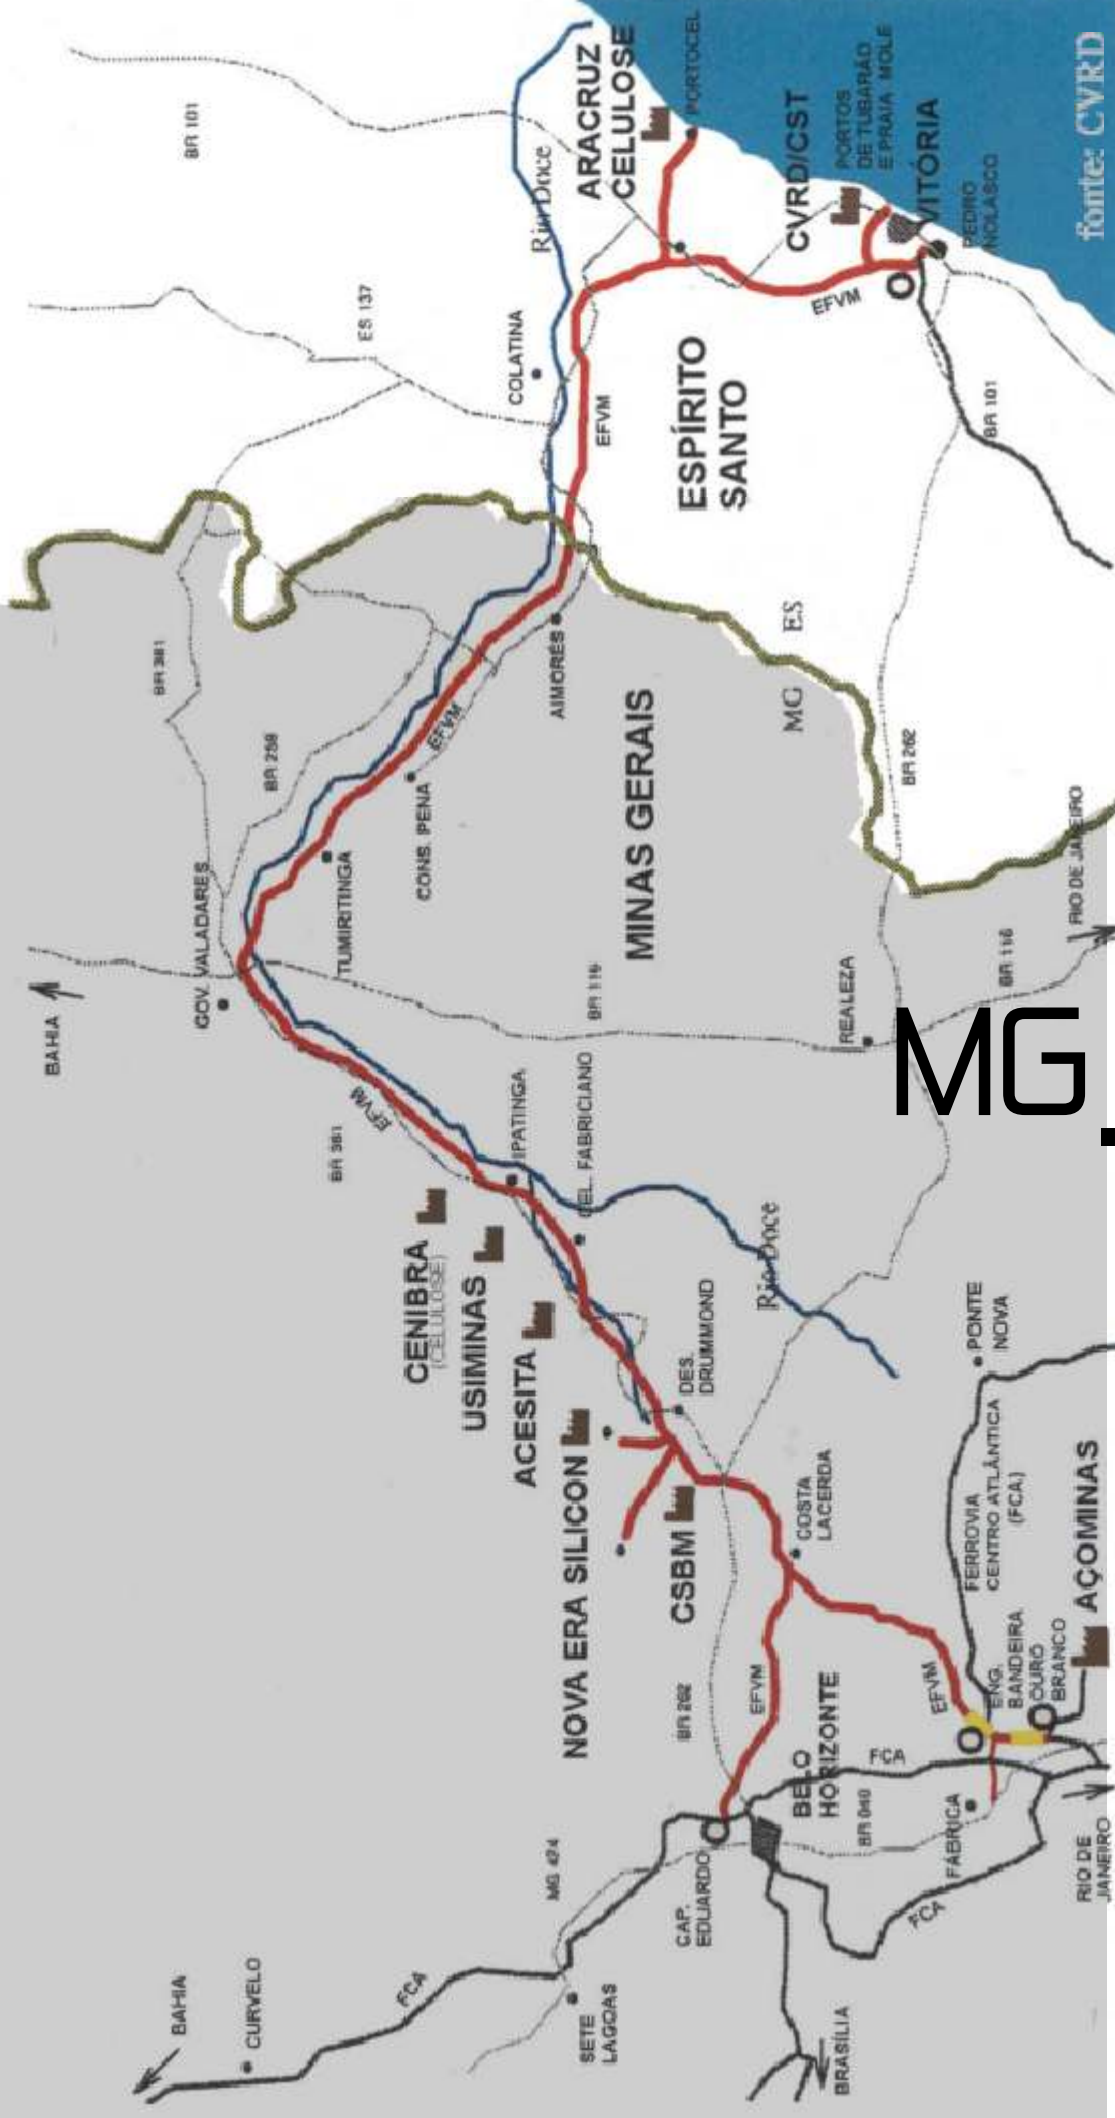 BAHIA
CURVELO
FCA
MG 424
SETE
LAGOAS
CAP.
EDUARDO
BRASÍLIA
BELO
HORIZONTE
BR 262
BR 040
FCA
FCA
FÁBRICA
RIO DE
JANEIRO
EFVM
EFVM
ENG.
BANDEIRA
OURO
BRANCO
AÇOMINAS
FERROVIA
CENTRO ATLÂNTICA
(FCA)
PONTE
NOVA
COSTA
LACERDA
CSBM
NOVA ERA SILICON
ACESITA
USIMINAS
CENIBRA
(CELULOSE)
DES.
DRUMMOND
Rio Doce
CEL. FABRICIANO
IPATINGA
BR 381
EFVM
BAHIA
GOV. VALADARES
BR 116
REALEZA
BR 116
RIO DE JANEIRO
MG
TUMIRITINGA
CONS. PENA
EFVM
BR 258
BR 381
AIMORÉS
MINAS GERAIS
MG
ES
BR 262
ESPÍRITO
SANTO
EFVM
COLATINA
ES 137
BR 101
Rio Doce
ARACRUZ
CELULOSE
PORTOCEL
CVRD/CST
PORTOS
DE TUBARÃO
E PRAIA MOLE
VITÓRIA
PEDRO
NOLASCO
EFVM
BR 101
fonte: CVRD